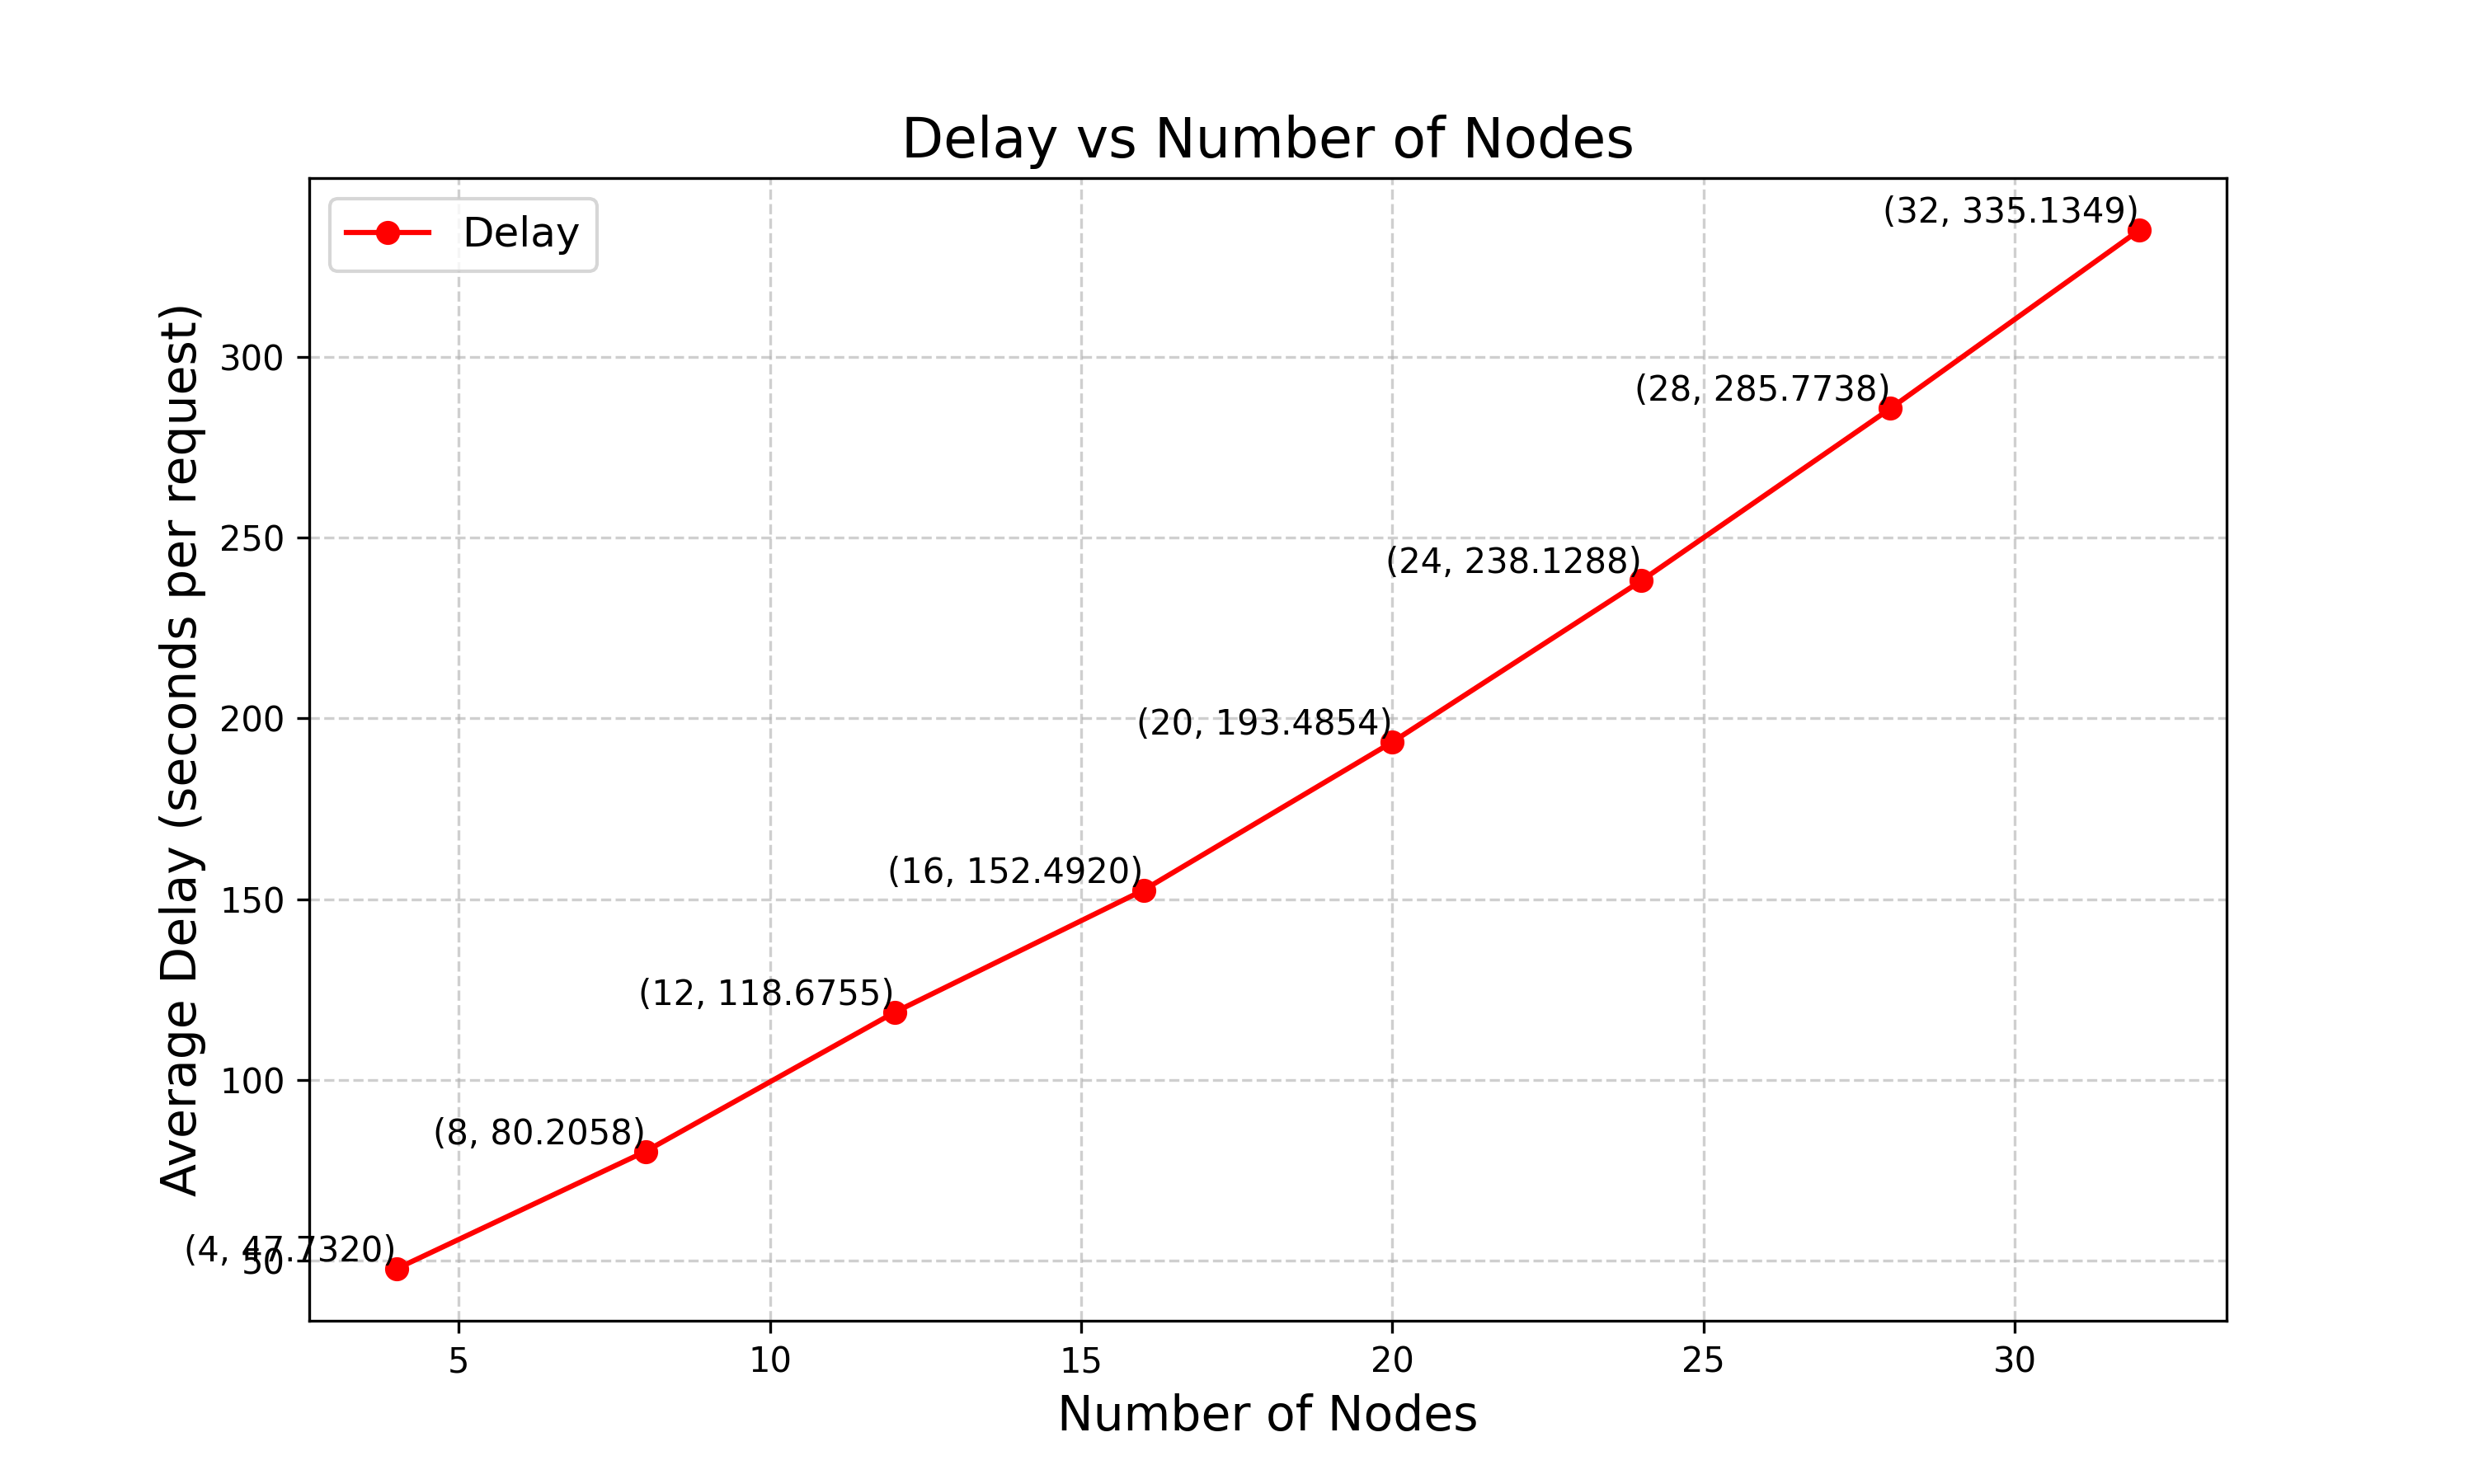 Delay vs Number of Nodes
Delay
Average Delay (seconds per request)
300
250
200
150
100
50
(32, 335.1349)
(28, 285.7738)
(24, 238.1288)
(20, 193.4854)
(16, 152.4920)
(12, 118.6755)
(8, 80.2058)
(4, 47.7320)
5 10 15 20 25 30
Number of Nodes